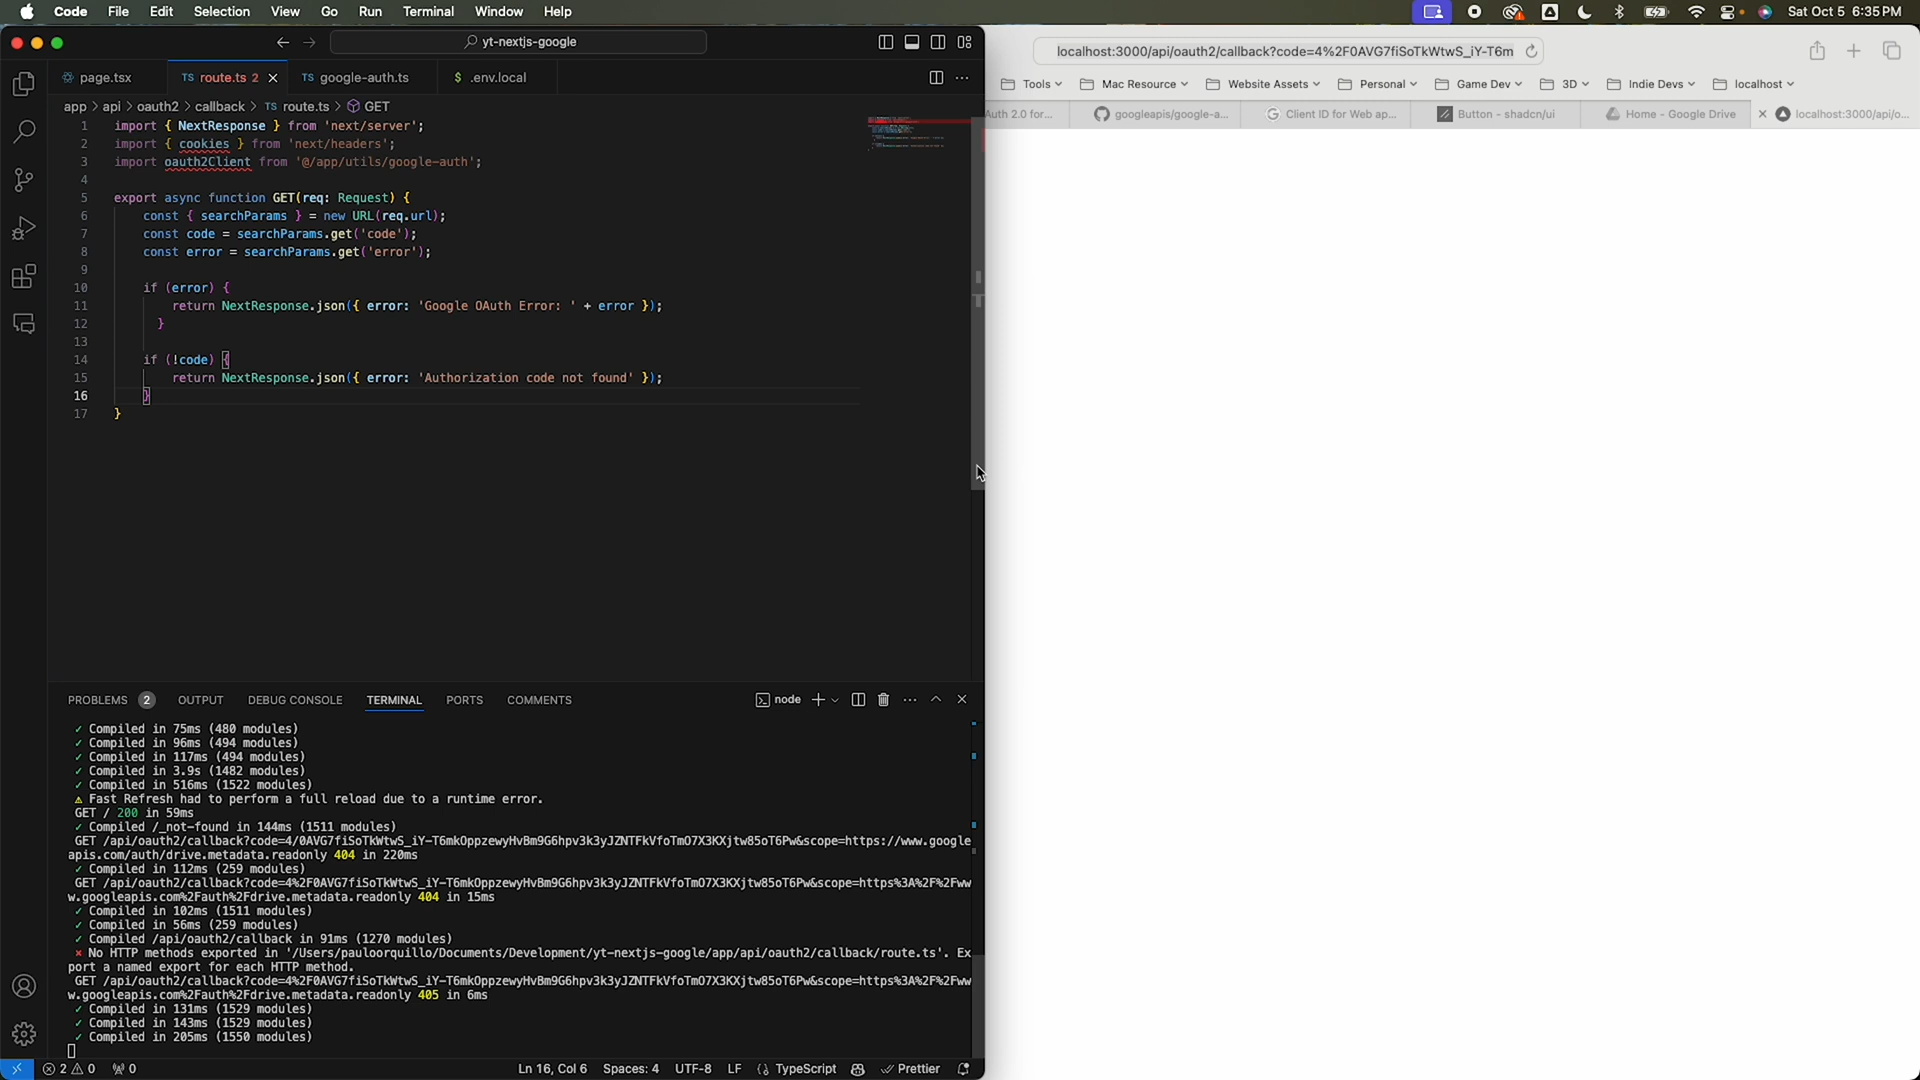 Code File Edit Selection View Go Run Terminal Window Help Sat Oct 5 6:35 PM
yt-nextjs-google
localhost:3000/api/oauth2/callback?code=4%2F0AVG7fiSoTkWtwS_iY-T6m
Tools Mac Resource Website Assets Personal Game Dev 3D Indie Devs localhost
page.tsx TS route.ts 2 TS google-auth.ts $ .env.local
Auth 2.0 for... googleapis/google-a... Client ID for Web ap... Button - shadcn/ui Home - Google Drive localhost:3000/api/o...
app > api > oauth2 > callback > TS route.ts > GET
1 import { NextResponse } from 'next/server';
2 import { cookies } from 'next/headers';
3 import oauth2Client from '@/app/utils/google-auth';
4
5 export async function GET(req: Request) {
6 const { searchParams } = new URL(req.url);
7 const code = searchParams.get('code');
8 const error = searchParams.get('error');
9
10 if (error) {
11 return NextResponse.json({ error: 'Google OAuth Error: ' + error });
12 }
13
14 if (!code) {
15 return NextResponse.json({ error: 'Authorization code not found' });
16 }
17 }
PROBLEMS 2 OUTPUT DEBUG CONSOLE TERMINAL PORTS COMMENTS node
✓ Compiled in 75ms (480 modules)
✓ Compiled in 96ms (494 modules)
✓ Compiled in 117ms (494 modules)
✓ Compiled in 3.9s (1482 modules)
✓ Compiled in 516ms (1522 modules)
⚠ Fast Refresh had to perform a full reload due to a runtime error.
GET / 200 in 59ms
✓ Compiled /_not-found in 144ms (1511 modules)
GET /api/oauth2/callback?code=4/0AVG7fiSoTkWtwS_iY-T6mkOppzewyHvBm9G6hpv3k3yJZNTFkVfoTmO7X3KXjtw85oT6Pw&scope=https://www.google
apis.com/auth/drive.metadata.readonly 404 in 220ms
✓ Compiled in 112ms (259 modules)
GET /api/oauth2/callback?code=4%2F0AVG7fiSoTkWtwS_iY-T6mkOppzewyHvBm9G6hpv3k3yJZNTFkVfoTmO7X3KXjtw85oT6Pw&scope=https%3A%2F%2Fww
w.googleapis.com%2Fauth%2Fdrive.metadata.readonly 404 in 15ms
✓ Compiled in 102ms (1511 modules)
✓ Compiled in 56ms (259 modules)
✓ Compiled /api/oauth2/callback in 91ms (1270 modules)
× No HTTP methods exported in '/Users/pauloorquillo/Documents/Development/yt-nextjs-google/app/api/oauth2/callback/route.ts'. Ex
port a named export for each HTTP method.
GET /api/oauth2/callback?code=4%2F0AVG7fiSoTkWtwS_iY-T6mkOppzewyHvBm9G6hpv3k3yJZNTFkVfoTmO7X3KXjtw85oT6Pw&scope=https%3A%2F%2Fww
w.googleapis.com%2Fauth%2Fdrive.metadata.readonly 405 in 6ms
✓ Compiled in 131ms (1529 modules)
✓ Compiled in 143ms (1529 modules)
✓ Compiled in 205ms (1550 modules)
2 0 0 Ln 16, Col 6 Spaces: 4 UTF-8 LF {} TypeScript Prettier